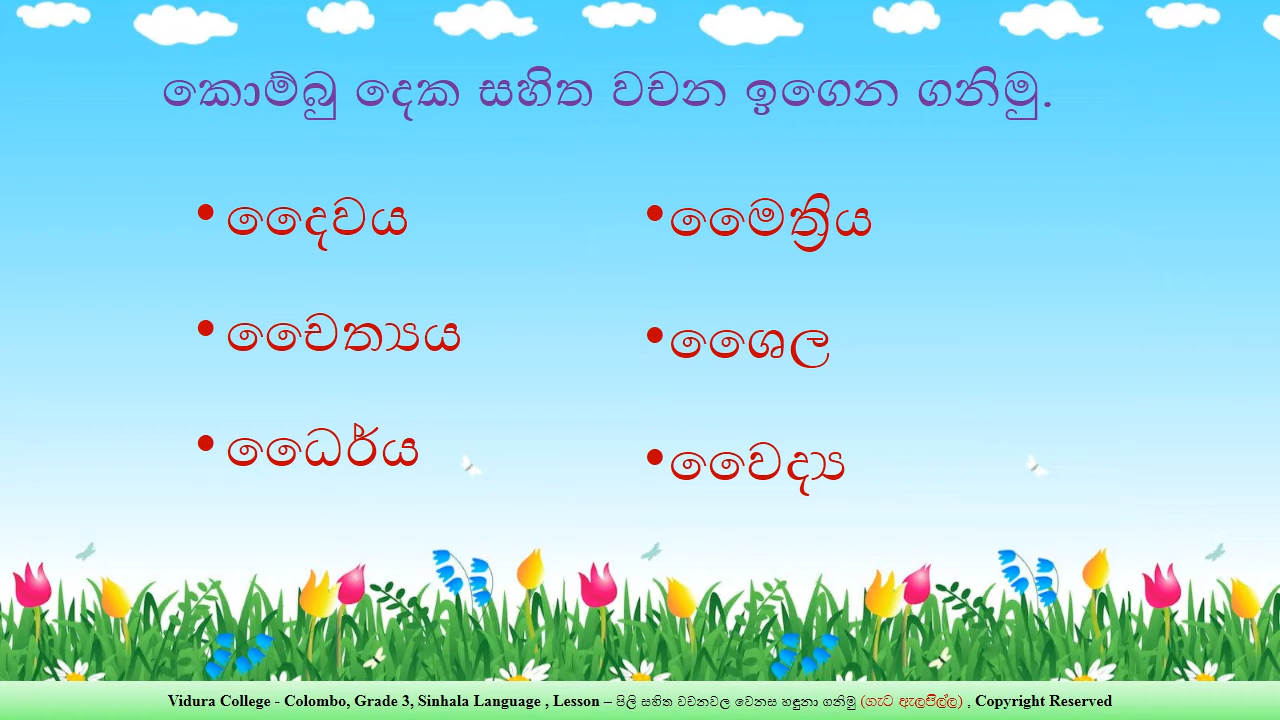 කොම්බු දෙක සහිත වචන ඉගෙන ගනිමු.
• දෛවය
• චෛත්‍යය
• ධෛර්ය
• මෛත්‍රිය
• ශෛල
• වෛද්‍ය
Vidura College - Colombo, Grade 3, Sinhala Language , Lesson – පිලි සහිත වචනවල වෙනස හඳුනා ගනිමු (ගැට ඇලපිල්ල) , Copyright Reserved